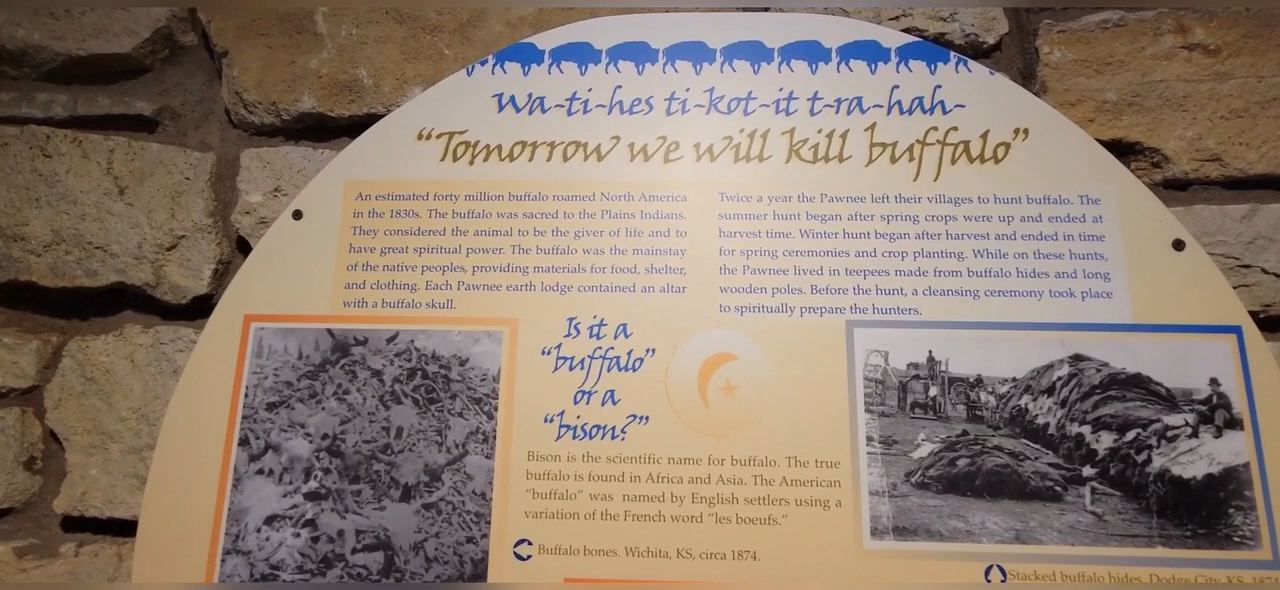 Wa-ti-hes ti-kot-it t-ra-hah-
“Tomorrow we will kill buffalo”
An estimated forty million buffalo roamed North America
in the 1830s. The buffalo was sacred to the Plains Indians.
They considered the animal to be the giver of life and to
have great spiritual power. The buffalo was the mainstay
of the native peoples, providing materials for food, shelter,
and clothing. Each Pawnee earth lodge contained an altar
with a buffalo skull.
Twice a year the Pawnee left their villages to hunt buffalo. The
summer hunt began after spring crops were up and ended at
harvest time. Winter hunt began after harvest and ended in time
for spring ceremonies and crop planting. While on these hunts,
the Pawnee lived in teepees made from buffalo hides and long
wooden poles. Before the hunt, a cleansing ceremony took place
to spiritually prepare the hunters.
Is it a
“buffalo”
or a
“bison?”
Bison is the scientific name for buffalo. The true
buffalo is found in Africa and Asia. The American
“buffalo” was named by English settlers using a
variation of the French word “les boeufs.”
Buffalo bones. Wichita, KS, circa 1874.
Stacked buffalo hides. Dodge City, KS, 1874